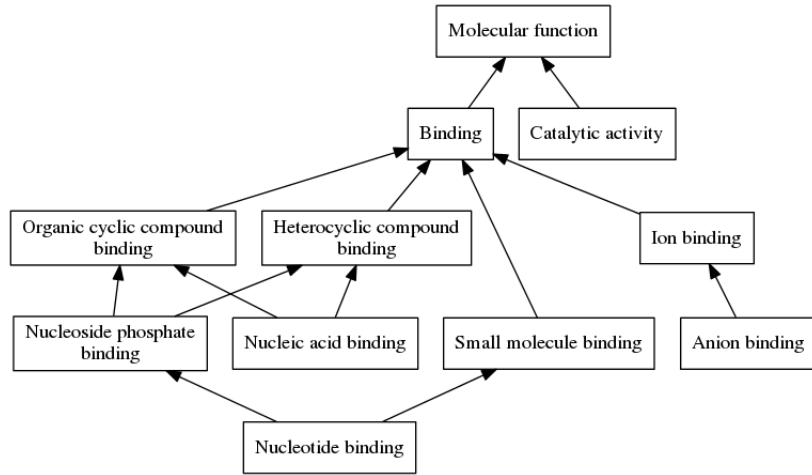 Molecular function
Binding
Catalytic activity
Organic cyclic compound
binding
Heterocyclic compound
binding
Ion binding
Nucleoside phosphate
binding
Nucleic acid binding
Small molecule binding
Anion binding
Nucleotide binding